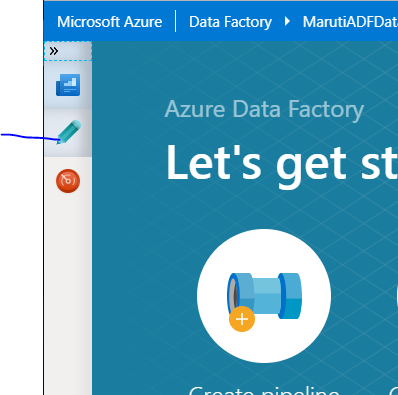 Microsoft Azure
Data Factory
MarutiADFDat
»
Azure Data Factory
Let's get st
Create pipeline